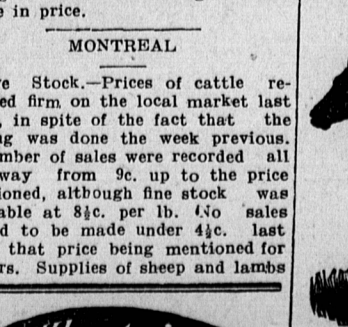 e in price.
MONTREAL
e Stock.—Prices of cattle re-
ed firm on the local market last
, in spite of the fact that the
ng was done the week previous.
mber of sales were recorded all
way from 9c. up to the price
ioned, although fine stock was
able at 8½c. per lb. No sales
d to be made under 4½c. last
that price being mentioned for
rs. Supplies of sheep and lambs